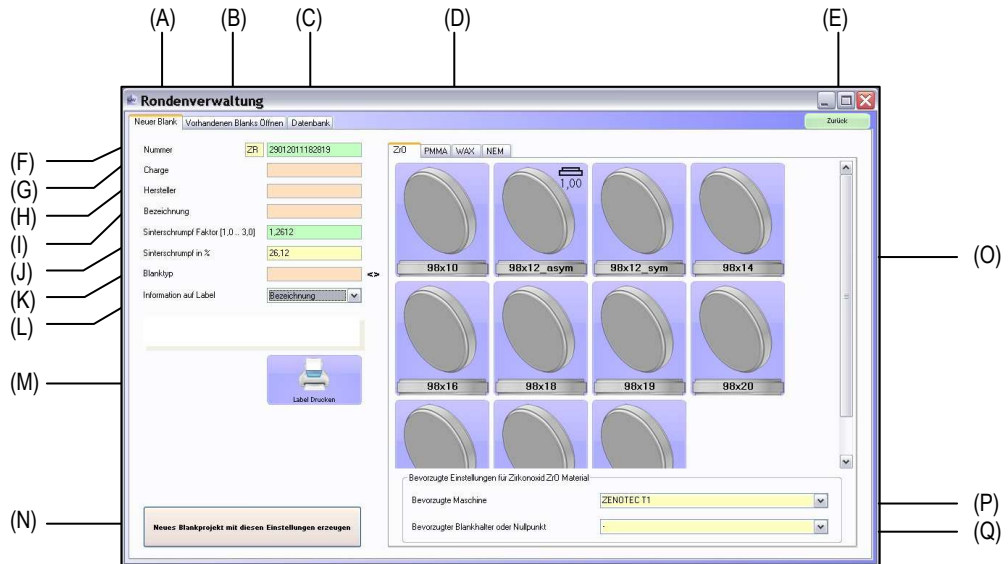 (A) (B) (C) (D) (E)
Rondenverwaltung
Neuer Blank Vorhandenen Blanks Öffnen Datenbank Zurück
(F) Nummer ZR 29012011182819
(G) Charge
(H) Hersteller
(I) Bezeichnung
(J) Sinterschrumpf Faktor [1,0 .. 3,0] 1,2612
(K) Sinterschrumpf in % 26,12
(L) Blanktyp <>
Information auf Label Bezeichnung
(M) Label Drucken
(N) Neues Blankprojekt mit diesen Einstellungen erzeugen
ZrO PMMA WAX NEM
1,00
98x10 98x12_asym 98x12_sym 98x14
(O)
98x16 98x18 98x19 98x20
Bevorzugte Einstellungen für Zirkonoxid ZrO Material
Bevorzugte Maschine ZENOTEC T1 (P)
Bevorzugter Blankhalter oder Nullpunkt - (Q)